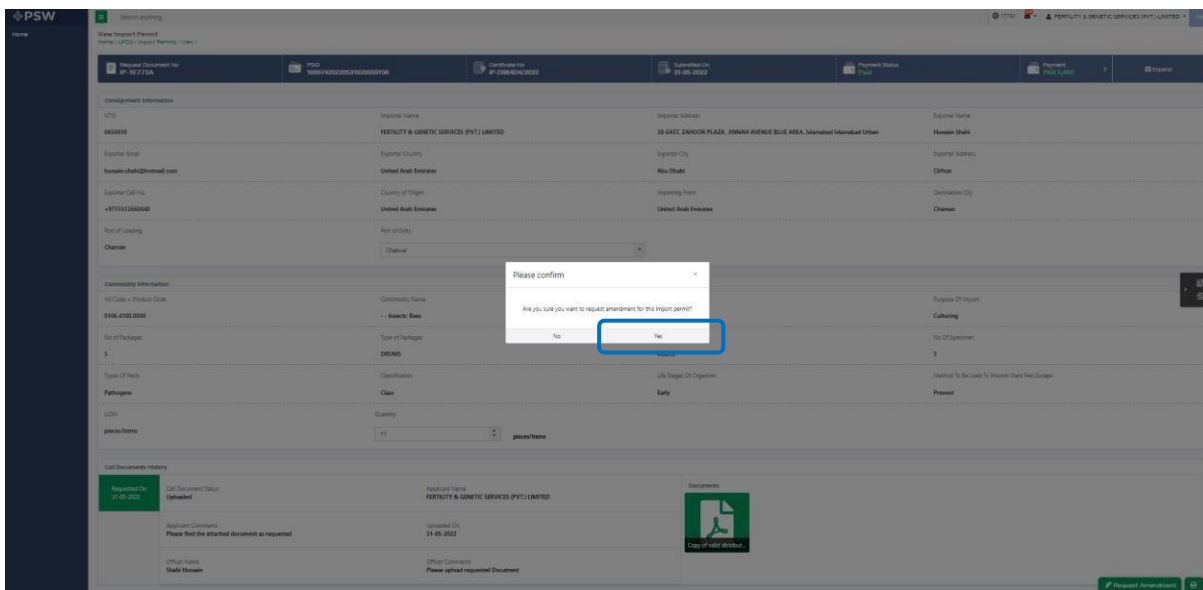 PSW
Search anything
FERTILITY & GENETIC SERVICES (PVT.) LIMITED
Home
View Import Permit
Home / UPOD / Import Permits / View /
Request Document No
IP-1E773A
PSID
Certificate No
Submitted On
31-05-2022
Payment Status
Paid
Payment
PKR 5,000
Expand
Consignment Information
NTN
Importer Name
Importer Address
Exporter Name
0656918
FERTILITY & GENETIC SERVICES (PVT.) LIMITED
38-EAST, ZAHOOR PLAZA, JINNAH AVENUE BLUE AREA, Islamabad Islamabad Urban
Hussain Shahi
Exporter Email
Exporter Country
Exporter City
Exporter Address
hussain.shahi@hotmail.com
United Arab Emirates
Abu Dhabi
Clifton
Exporter Cell No
Country of Origin
Importing From
Destination City
+9713312660440
United Arab Emirates
United Arab Emirates
Chaman
Port of Loading
Port of Entry
Chaman
Chaman
Please confirm
×
Are you sure you want to request amendment for this import permit?
No
Yes
Commodity Information
HS Code + Product Code
Commodity Name
Purpose Of Import
0106.4100.0000
- - Insects: Bees
Culturing
No of Packages
Type of Packages
No Of Specimen
5
DRUMS
5
Types Of Pests
Classification
Life Stages Of Organism
Method To Be Used To Prevent Plant Pest Escape
Pathogens
Class
Early
Prevent
UOM
Quantity
pieces/items
11
pieces/items
Call Documents History
Requested On
31-05-2022
Call Document Status
Uploaded
Applicant Name
FERTILITY & GENETIC SERVICES (PVT.) LIMITED
Documents
Applicant Comments
Please find the attached document as requested
Uploaded On
31-05-2022
Copy of valid distribut...
Officer Name
Shahi Hussain
Officer Comments
Please upload requested Document
Request Amendment